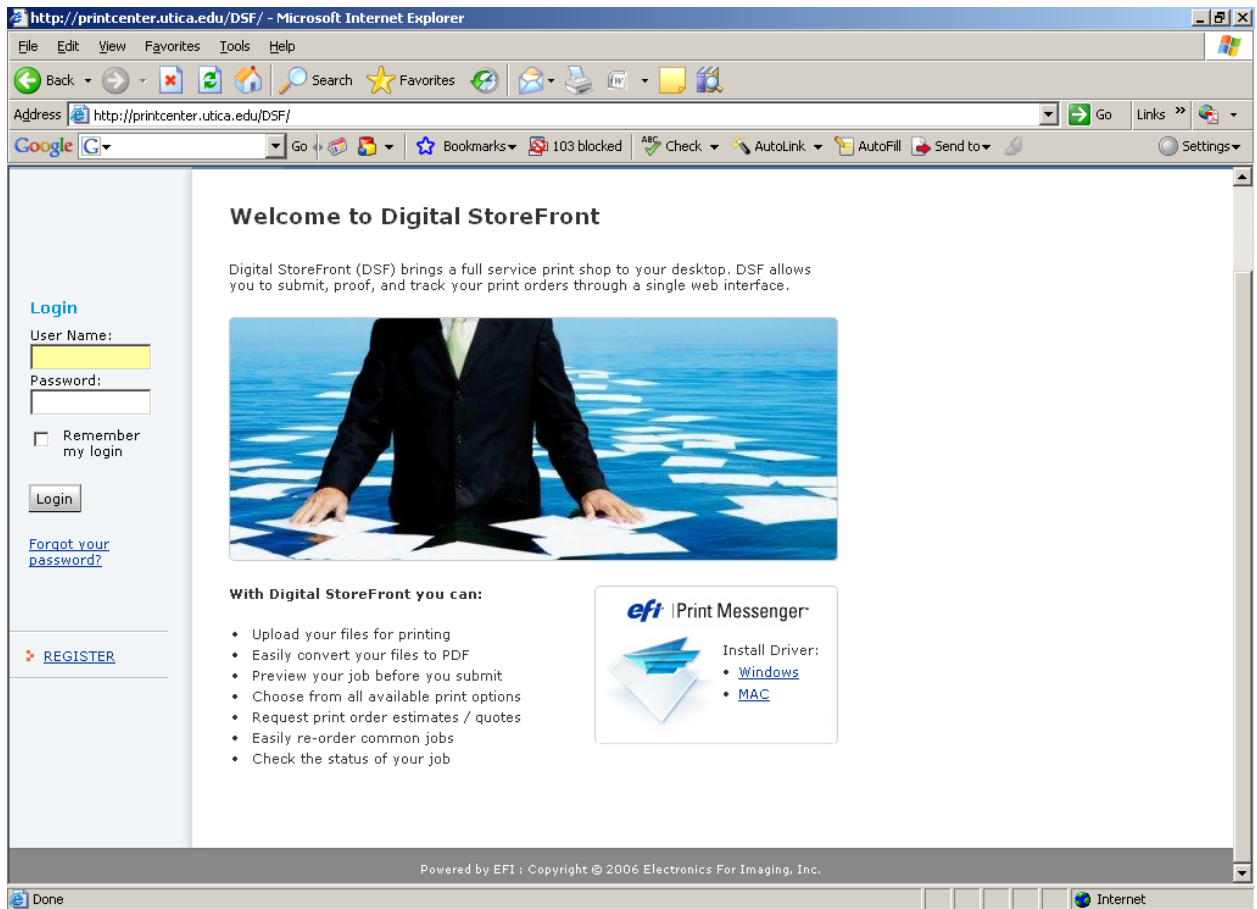 http://printcenter.utica.edu/DSF/ - Microsoft Internet Explorer
File Edit View Favorites Tools Help
Back Search Favorites
Address http://printcenter.utica.edu/DSF/ Go Links »
Google G Go Bookmarks 103 blocked ABC Check AutoLink AutoFill Send to Settings
Welcome to Digital StoreFront
Digital StoreFront (DSF) brings a full service print shop to your desktop. DSF allows
you to submit, proof, and track your print orders through a single web interface.
Login
User Name:
Password:
Remember
my login
Login
Forgot your
password?
REGISTER
With Digital StoreFront you can:
• Upload your files for printing
• Easily convert your files to PDF
• Preview your job before you submit
• Choose from all available print options
• Request print order estimates / quotes
• Easily re-order common jobs
• Check the status of your job
efi | Print Messenger™
Install Driver:
• Windows
• MAC
Powered by EFI : Copyright © 2006 Electronics For Imaging, Inc.
Done Internet